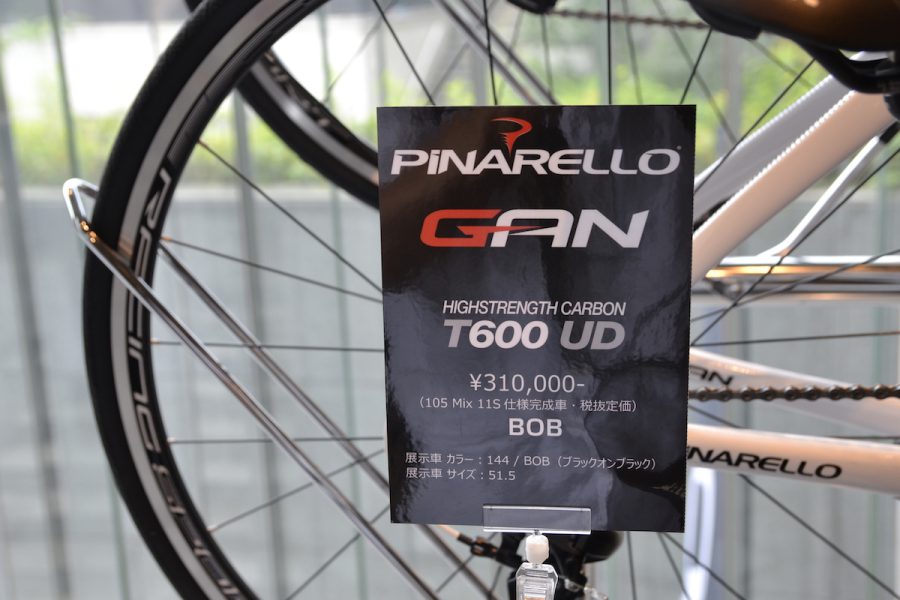 PINARELLO
GAN
HIGHSTRENGTH CARBON
T600 UD
¥310,000-
（105 Mix 11S 仕様完成車・税抜定価）
BOB
展示車 カラー：144 / BOB（ブラックオンブラック）
展示車 サイズ：51.5
GAN
PINARELLO